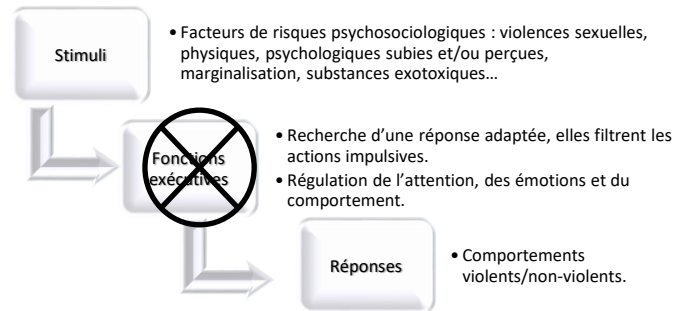 Stimuli
• Facteurs de risques psychosociologiques : violences sexuelles,
physiques, psychologiques subies et/ou perçues,
marginalisation, substances exotoxiques…
Fonctions
exécutives
• Recherche d’une réponse adaptée, elles filtrent les
actions impulsives.
• Régulation de l’attention, des émotions et du
comportement.
Réponses
• Comportements
violents/non-violents.